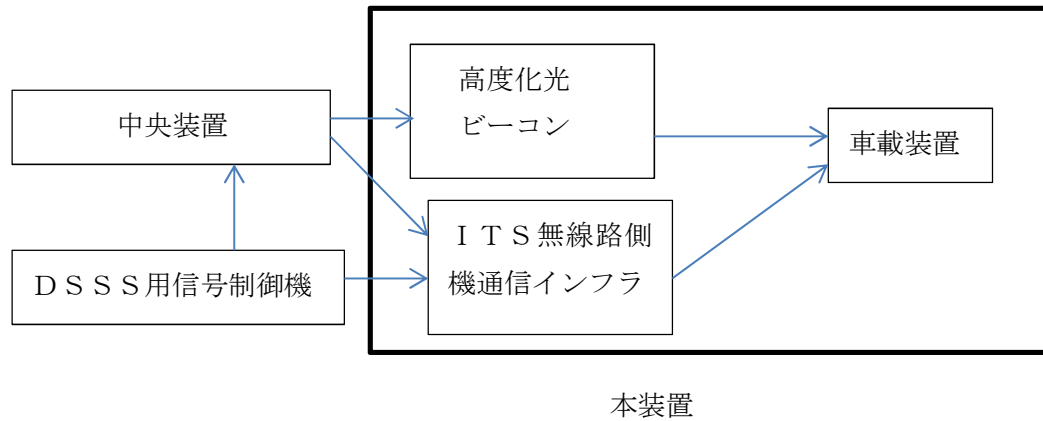 高度化光
ビーコン
中央装置
車載装置
ＩＴＳ無線路側
機通信インフラ
ＤＳＳＳ用信号制御機
本装置